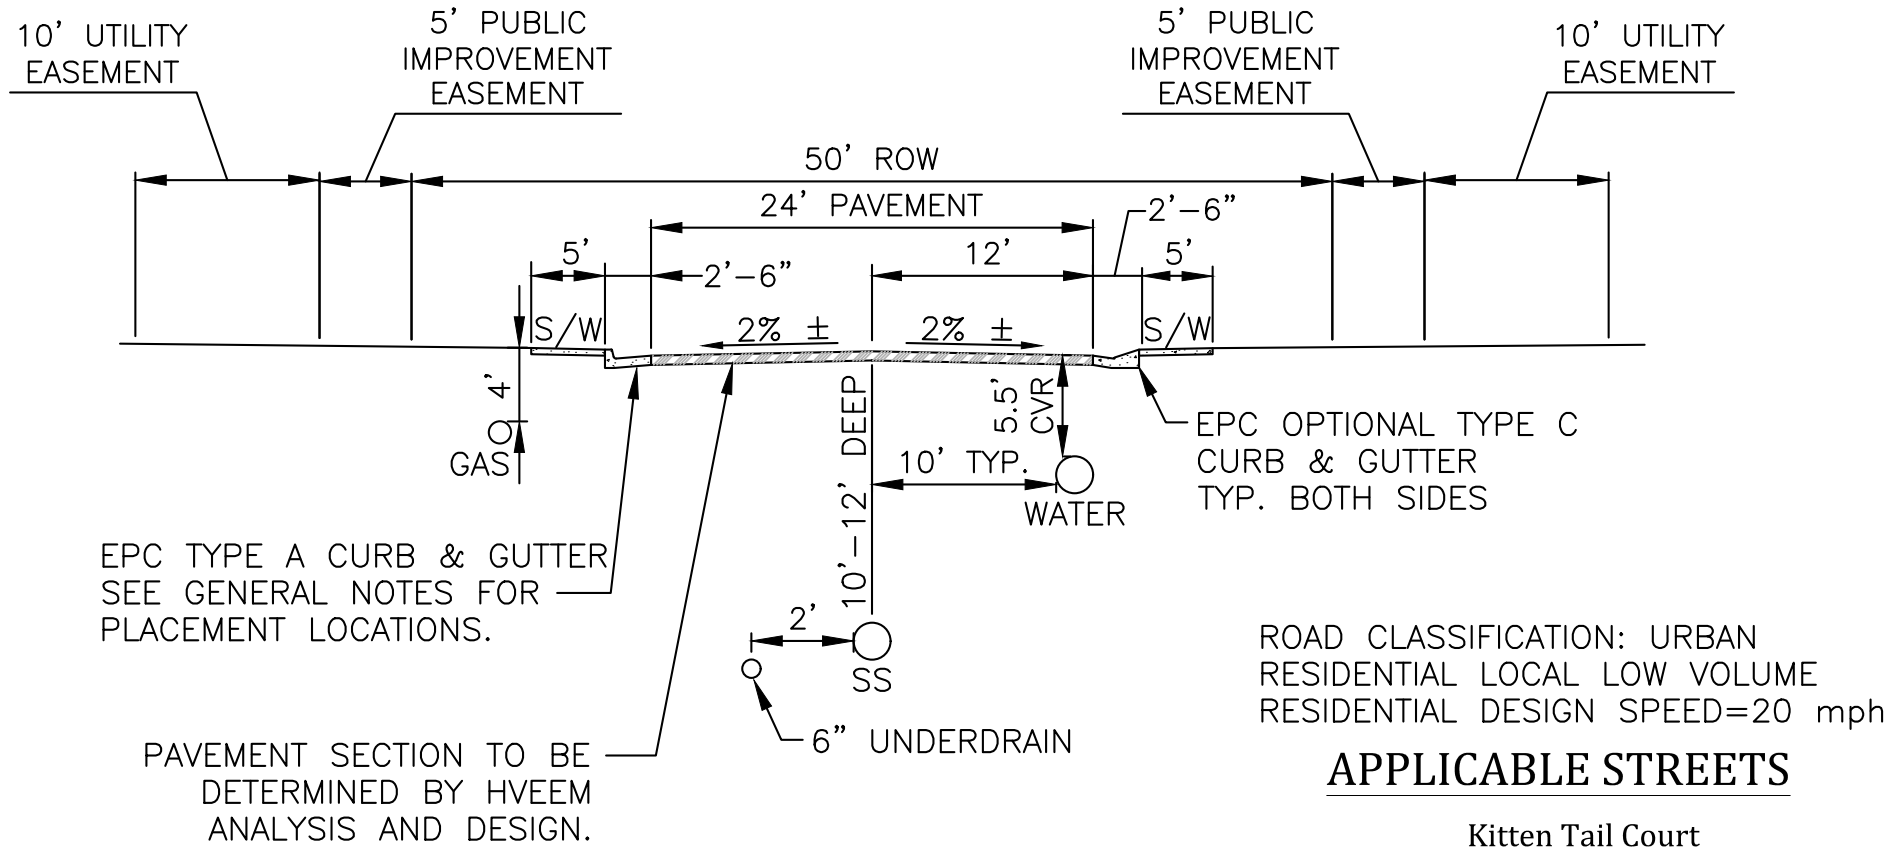 10' UTILITY
EASEMENT
5' PUBLIC
IMPROVEMENT
EASEMENT
5' PUBLIC
IMPROVEMENT
EASEMENT
10' UTILITY
EASEMENT
50' ROW
24' PAVEMENT
2'-6"
5'
2'-6"
12'
5'
S/W
2% ±
2% ±
S/W
4'
GAS
10'-12' DEEP
5.5'
CVR
10' TYP.
WATER
EPC OPTIONAL TYPE C
CURB & GUTTER
TYP. BOTH SIDES
EPC TYPE A CURB & GUTTER
SEE GENERAL NOTES FOR
PLACEMENT LOCATIONS.
2'
SS
6" UNDERDRAIN
PAVEMENT SECTION TO BE
DETERMINED BY HVEEM
ANALYSIS AND DESIGN.
ROAD CLASSIFICATION: URBAN
RESIDENTIAL LOCAL LOW VOLUME
RESIDENTIAL DESIGN SPEED=20 mph
APPLICABLE STREETS
Kitten Tail Court